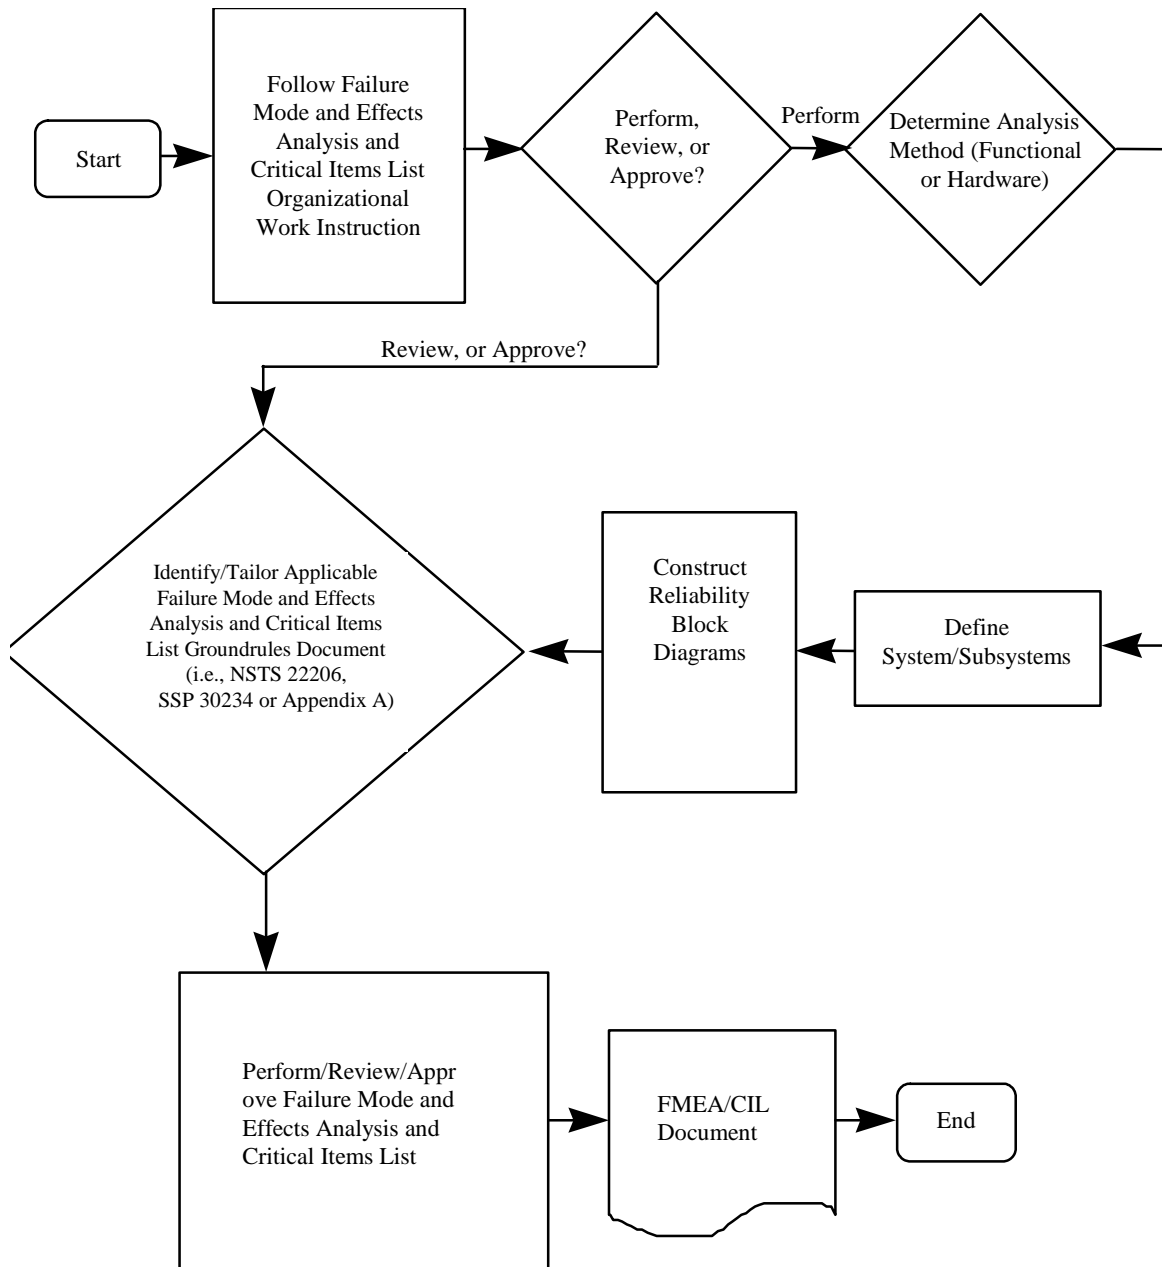 Start
Follow Failure
Mode and Effects
Analysis and
Critical Items List
Organizational
Work Instruction
Perform,
Review, or
Approve?
Perform
Determine Analysis
Method (Functional
or Hardware)
Review, or Approve?
Identify/Tailor Applicable
Failure Mode and Effects
Analysis and Critical Items
List Groundrules Document
(i.e., NSTS 22206,
SSP 30234 or Appendix A)
Construct
Reliability
Block
Diagrams
Define
System/Subsystems
Perform/Review/Appr
ove Failure Mode and
Effects Analysis and
Critical Items List
FMEA/CIL
Document
End